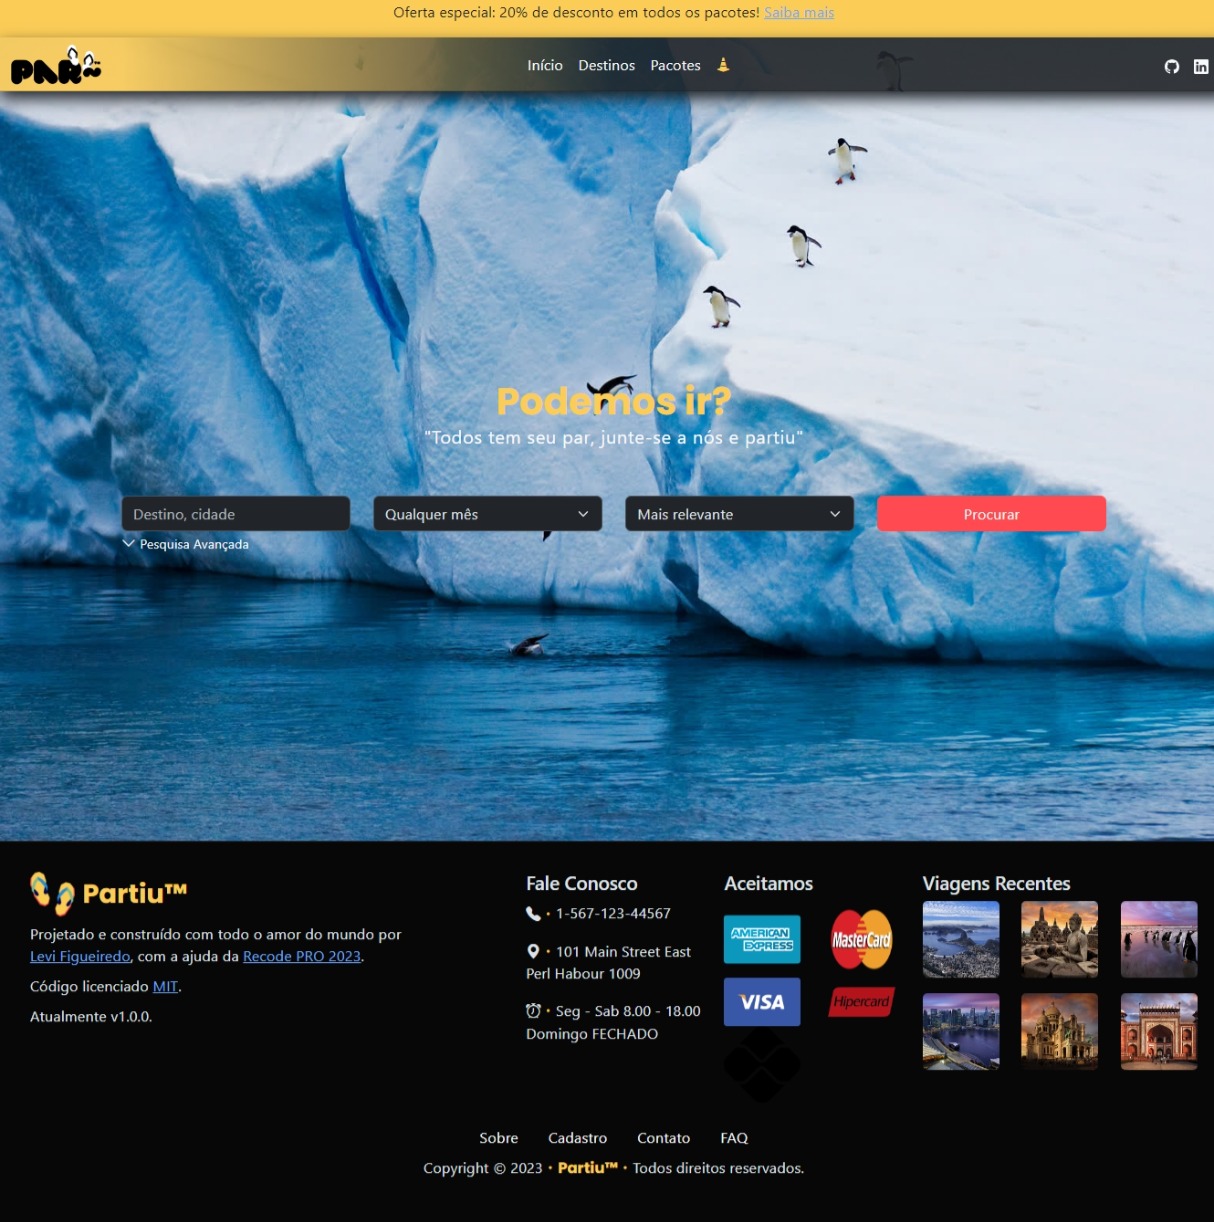 Oferta especial: 20% de desconto em todos os pacotes! Saiba mais
PAR~
Início Destinos Pacotes
Podemos ir?
"Todos tem seu par, junte-se a nós e partiu"
Destino, cidade
Qualquer mês
Mais relevante
Procurar
Pesquisa Avançada
Partiu™
Projetado e construído com todo o amor do mundo por
Levi Figueiredo, com a ajuda da Recode PRO 2023.
Código licenciado MIT.
Atualmente v1.0.0.
Fale Conosco
• 1-567-123-44567
• 101 Main Street East
Perl Habour 1009
• Seg - Sab 8.00 - 18.00
Domingo FECHADO
Aceitamos
AMERICAN
EXPRESS
MasterCard
VISA
Hipercard
Viagens Recentes
Sobre Cadastro Contato FAQ
Copyright © 2023 • Partiu™ • Todos direitos reservados.